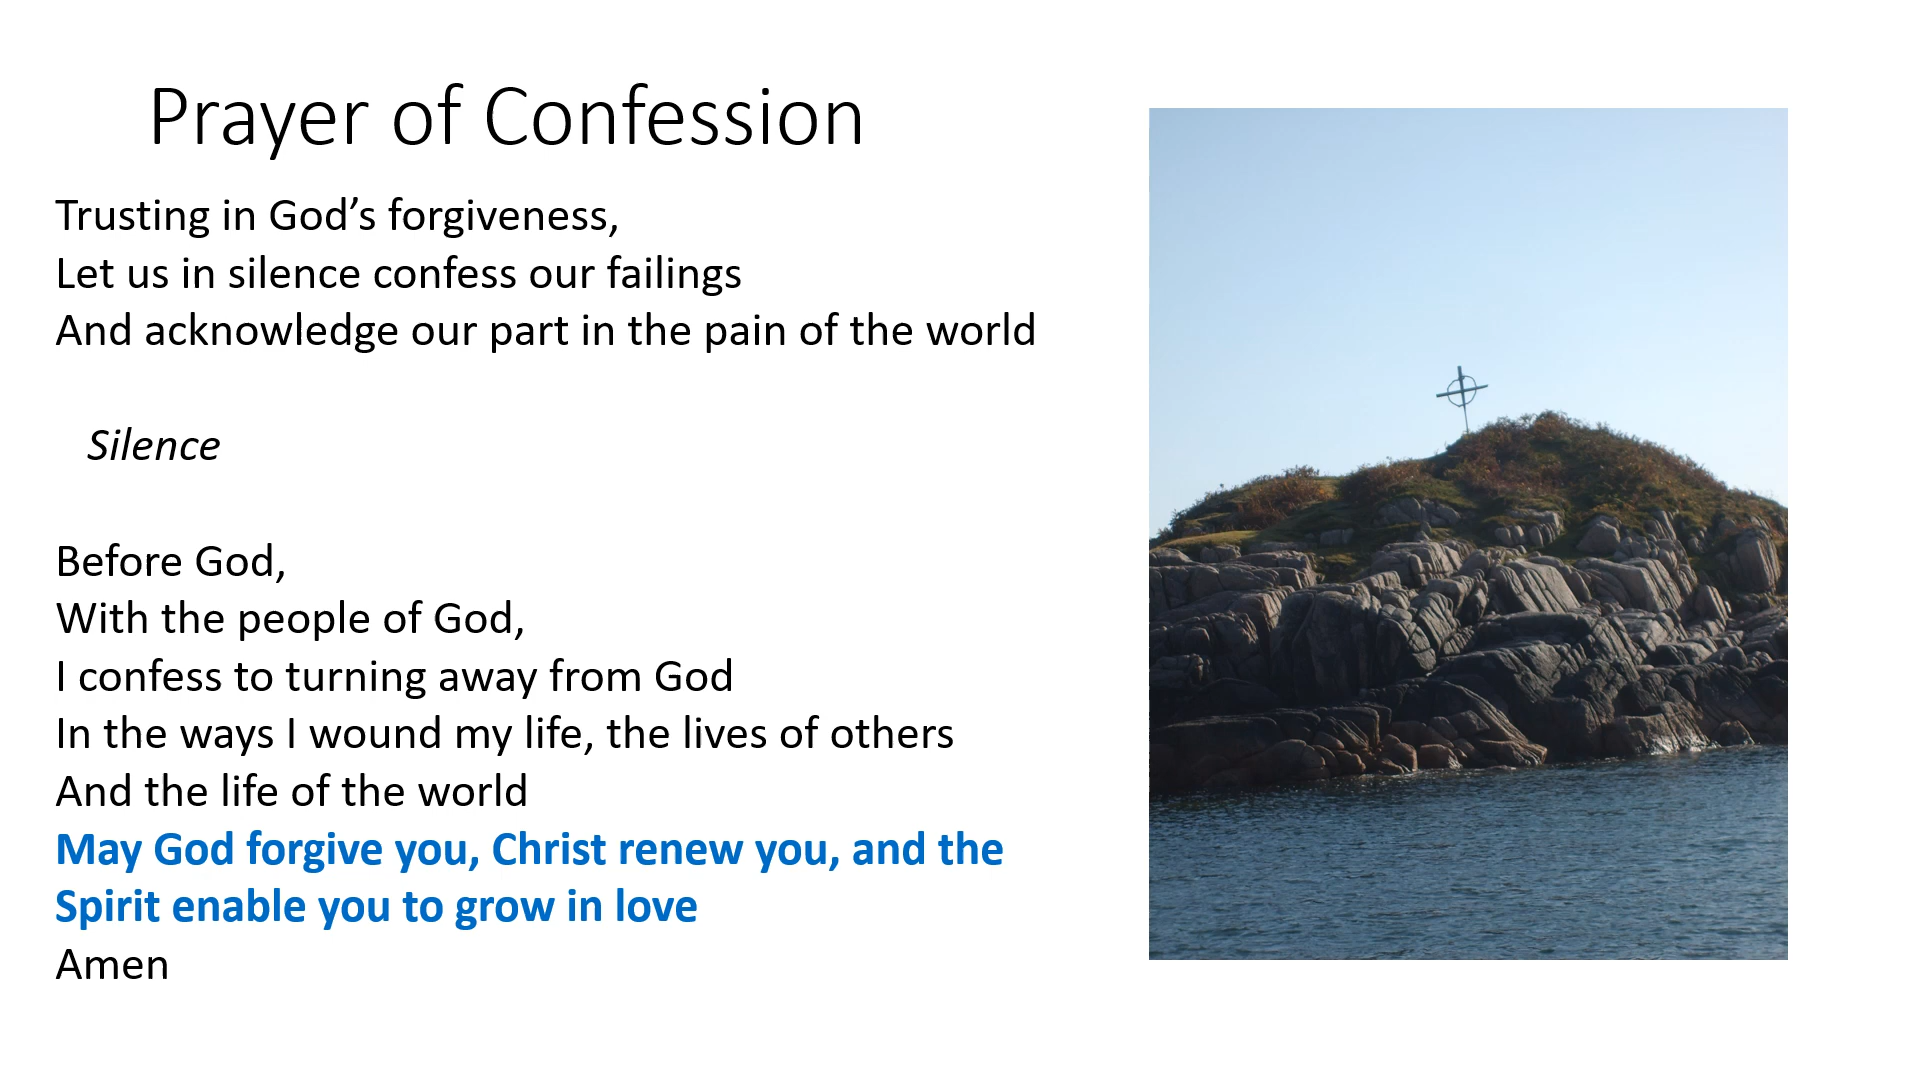 Prayer of Confession
Trusting in God’s forgiveness,
Let us in silence confess our failings
And acknowledge our part in the pain of the world
Silence
Before God,
With the people of God,
I confess to turning away from God
In the ways I wound my life, the lives of others
And the life of the world
May God forgive you, Christ renew you, and the
Spirit enable you to grow in love
Amen